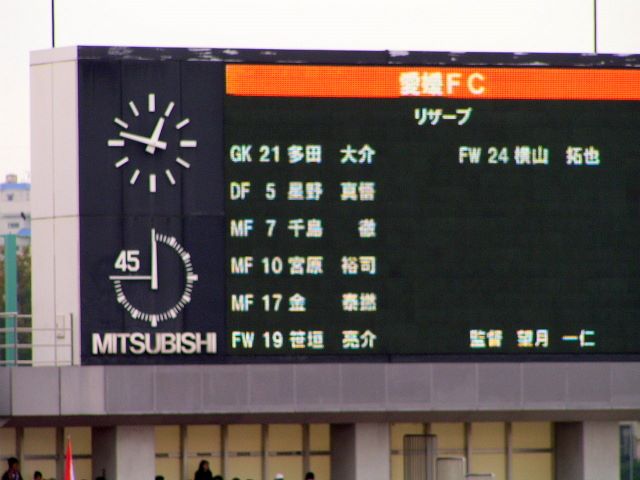 愛媛FC
リザーブ
GK 21 多田 大介 FW 24 横山 拓也
DF 5 星野 真悟
MF 7 千島 徹
MF 10 宮原 裕司
45
MF 17 金 泰撚
MITSUBISHI FW 19 笹垣 亮介 監督 望月 一仁